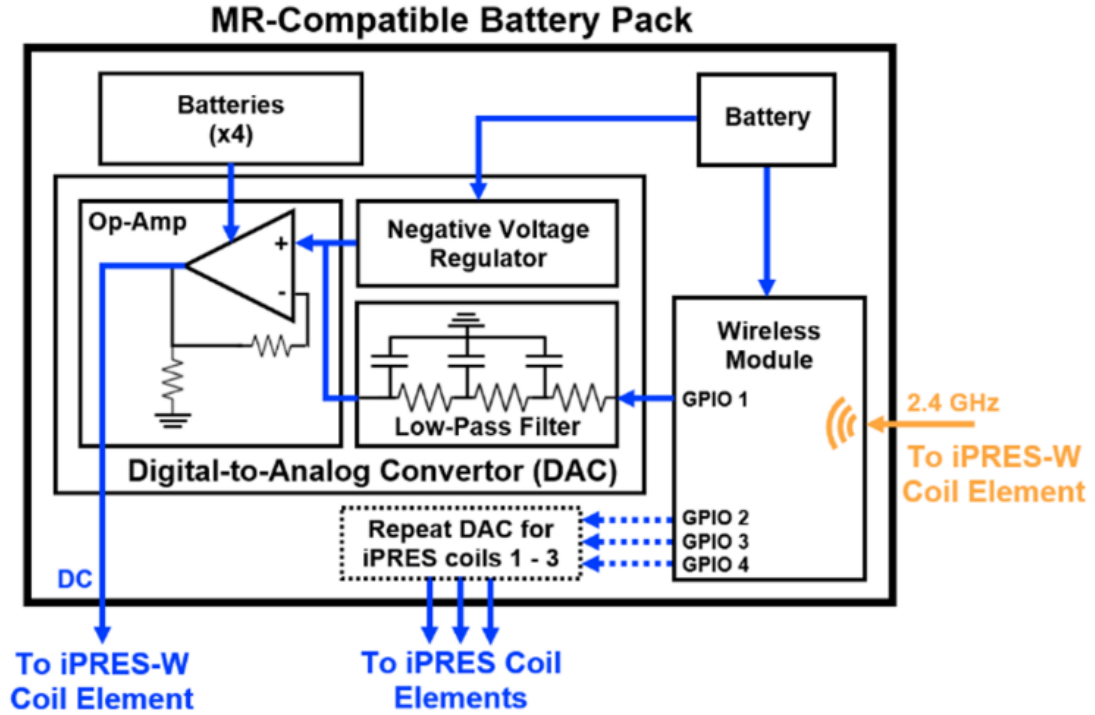 MR-Compatible Battery Pack
Batteries
(x4)
Battery
Op-Amp
+
-
Negative Voltage
Regulator
Wireless
Module
GPIO 1
2.4 GHz
To iPRES-W
Coil Element
Low-Pass Filter
Digital-to-Analog Convertor (DAC)
Repeat DAC for
iPRES coils 1 - 3
GPIO 2
GPIO 3
GPIO 4
DC
To iPRES-W
Coil Element
To iPRES Coil
Elements